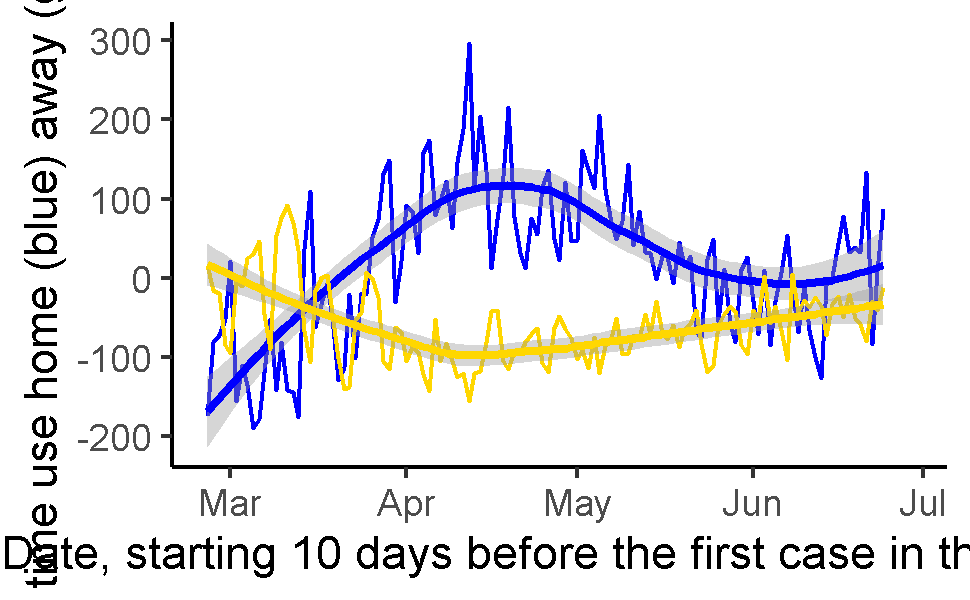 time use home (blue) away (
300
200
100
0
-100
-200
Mar Apr May Jun Jul
Date, starting 10 days before the first case in th